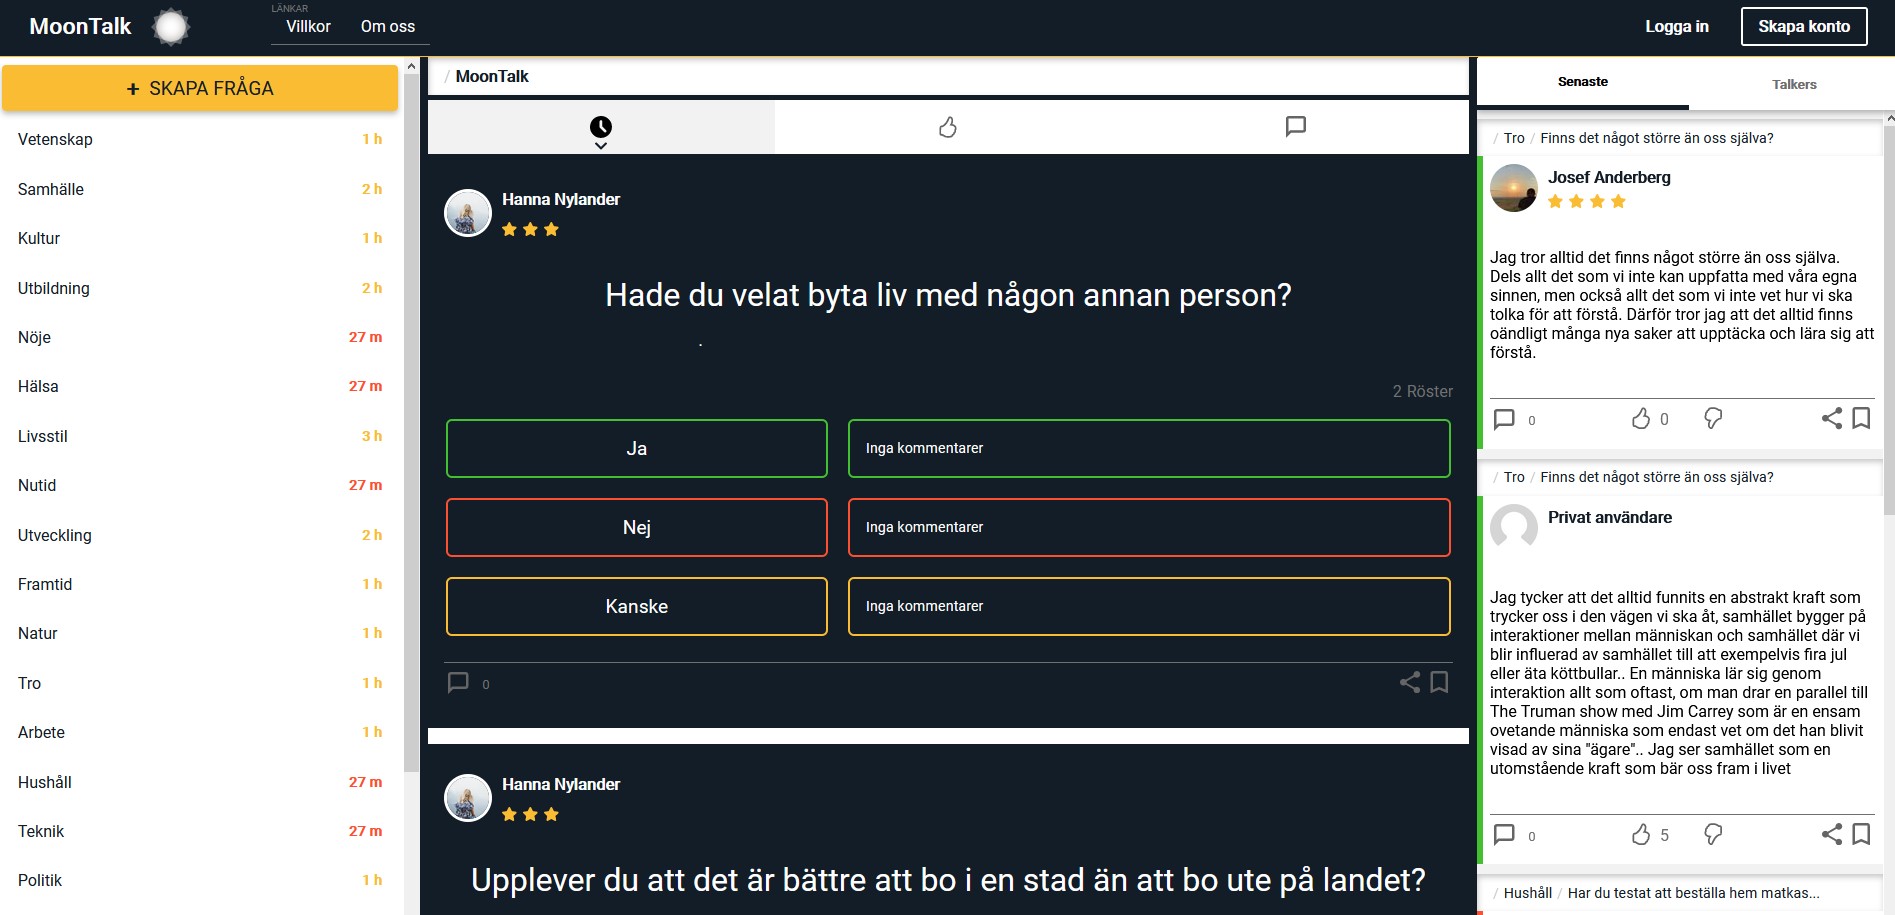 MoonTalk
LÄNKAR
Villkor Om oss
Logga in
Skapa konto
+ SKAPA FRÅGA
Vetenskap 1 h
Samhälle 2 h
Kultur 1 h
Utbildning 2 h
Nöje 27 m
Hälsa 27 m
Livsstil 3 h
Nutid 27 m
Utveckling 2 h
Framtid 1 h
Natur 1 h
Tro 1 h
Arbete 1 h
Hushåll 27 m
Teknik 27 m
Politik 1 h
/ MoonTalk
Hanna Nylander
Hade du velat byta liv med någon annan person?
.
2 Röster
Ja Inga kommentarer
Nej Inga kommentarer
Kanske Inga kommentarer
0
Hanna Nylander
Upplever du att det är bättre att bo i en stad än att bo ute på landet?
Senaste Talkers
/ Tro / Finns det något större än oss själva?
Josef Anderberg
Jag tror alltid det finns något större än oss själva.
Dels allt det som vi inte kan uppfatta med våra egna
sinnen, men också allt det som vi inte vet hur vi ska
tolka för att förstå. Därför tror jag att det alltid finns
oändligt många nya saker att upptäcka och lära sig att
förstå.
0 0
/ Tro / Finns det något större än oss själva?
Privat användare
Jag tycker att det alltid funnits en abstrakt kraft som
trycker oss i den vägen vi ska åt, samhället bygger på
interaktioner mellan människan och samhället där vi
blir influerad av samhället till att exempelvis fira jul
eller äta köttbullar.. En människa lär sig genom
interaktion allt som oftast, om man drar en parallel till
The Truman show med Jim Carrey som är en ensam
ovetande människa som endast vet om det han blivit
visad av sina "ägare".. Jag ser samhället som en
utomstående kraft som bär oss fram i livet
0 5
/ Hushåll / Har du testat att beställa hem matkas...